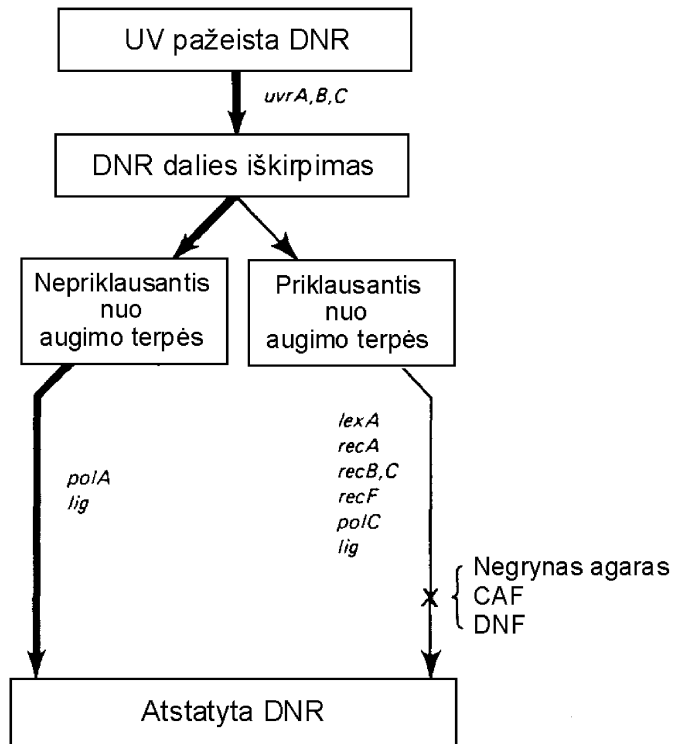 UV pažeista DNR
uvrA,B,C
DNR dalies iškirpimas
Nepriklausantis
nuo
augimo terpės
Priklausantis
nuo
augimo terpės
polA
lig
lexA
recA
recB,C
recF
polC
lig
Negrynas agaras
CAF
DNF
Atstatyta DNR